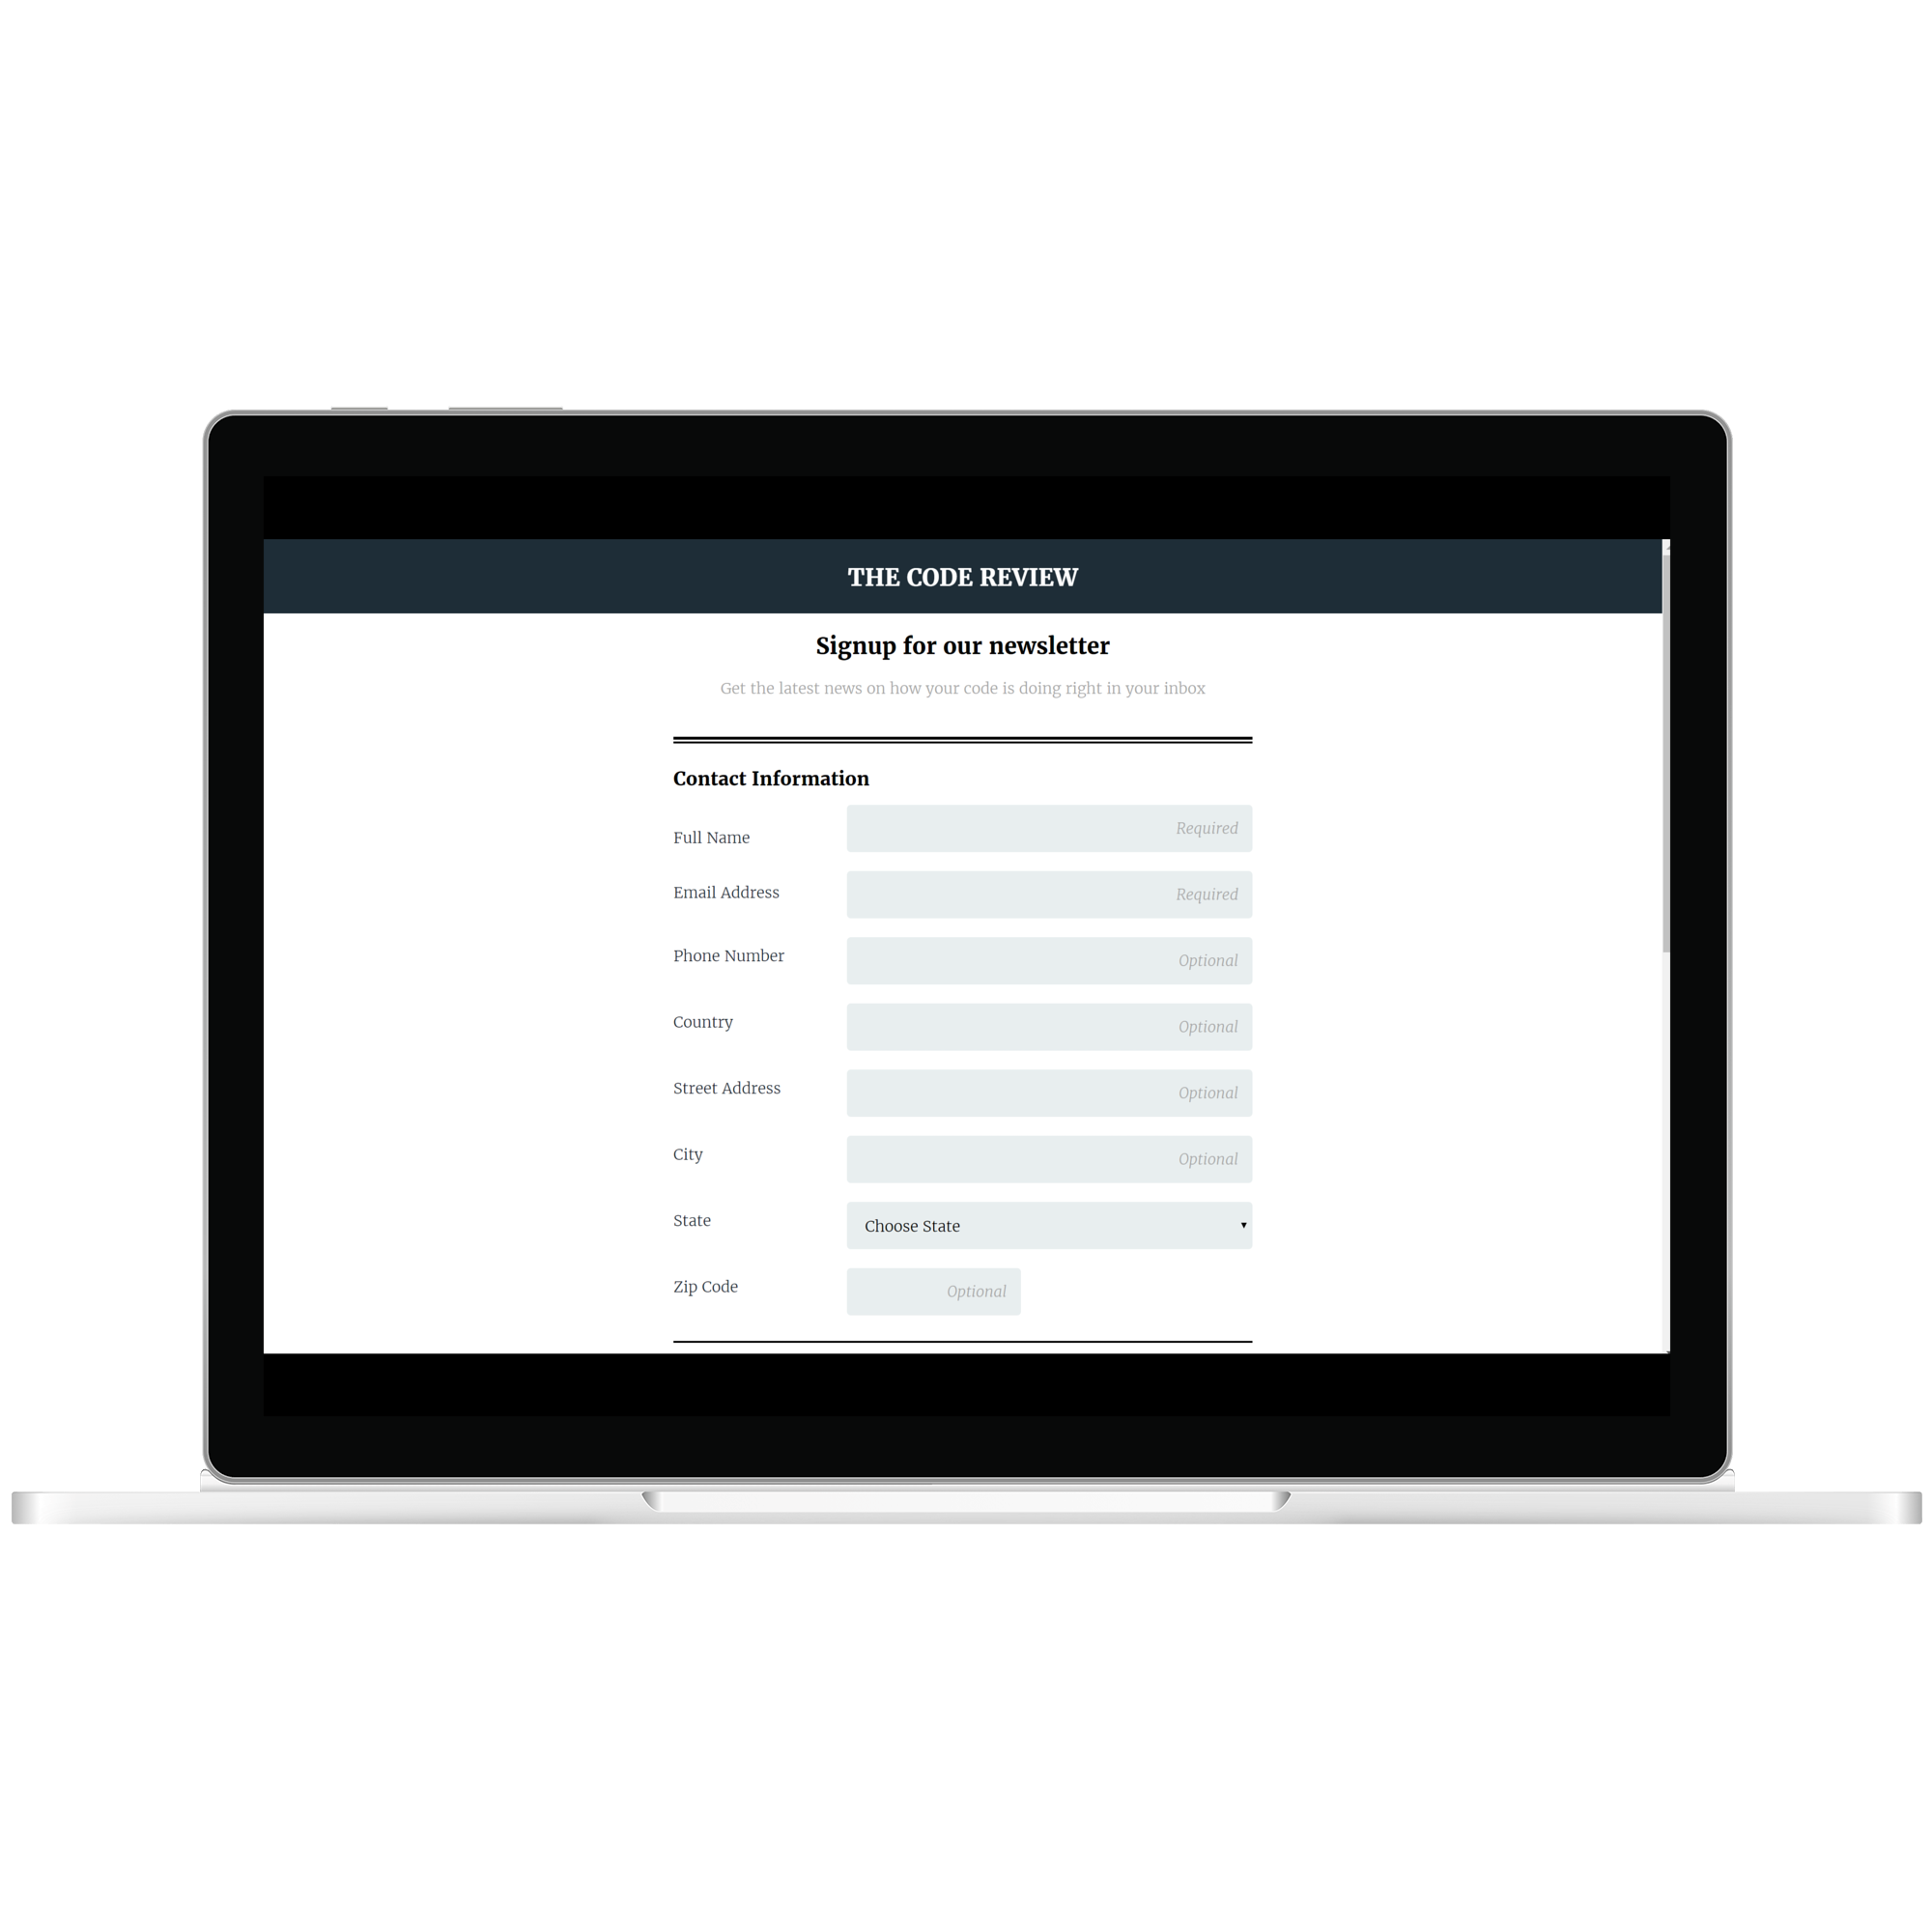 THE CODE REVIEW
Signup for our newsletter
Get the latest news on how your code is doing right in your inbox
Contact Information
Full Name Required
Email Address Required
Phone Number Optional
Country Optional
Street Address Optional
City Optional
State Choose State
Zip Code Optional